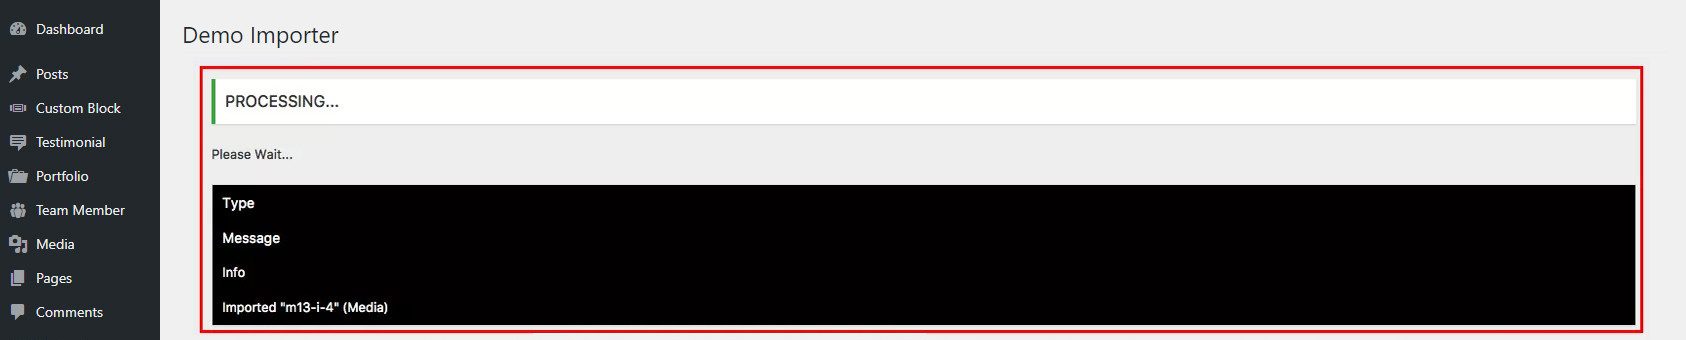 Dashboard
Posts
Custom Block
Testimonial
Portfolio
Team Member
Media
Pages
Comments
Demo Importer
PROCESSING...
Please Wait...
Type
Message
Info
Imported "m13-i-4" (Media)